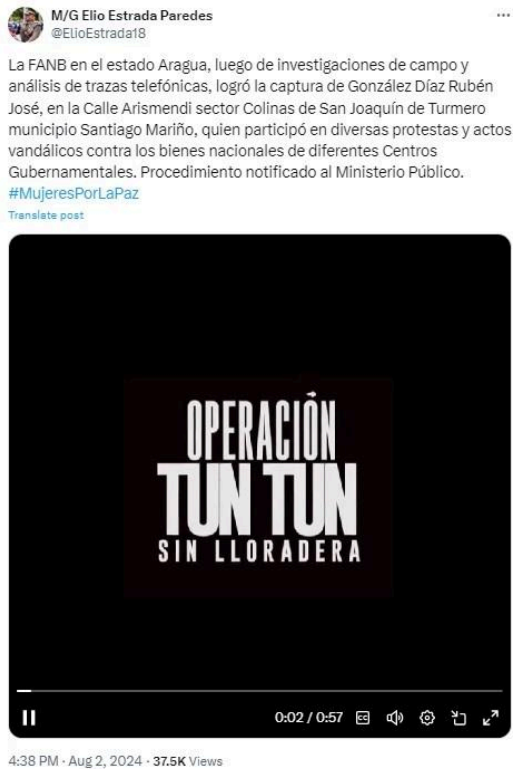 M/G Elio Estrada Paredes
@ElioEstrada18
La FANB en el estado Aragua, luego de investigaciones de campo y
análisis de trazas telefónicas, logró la captura de González Díaz Rubén
José, en la Calle Arismendi sector Colinas de San Joaquín de Turmero
municipio Santiago Mariño, quien participó en diversas protestas y actos
vandálicos contra los bienes nacionales de diferentes Centros
Gubernamentales. Procedimiento notificado al Ministerio Público.
#MujeresPorLaPaz
Translate post
OPERACIÓN
TUN TUN
SIN LLORADERA
0:02 / 0:57
CC
4:38 PM · Aug 2, 2024 · 37.5K Views